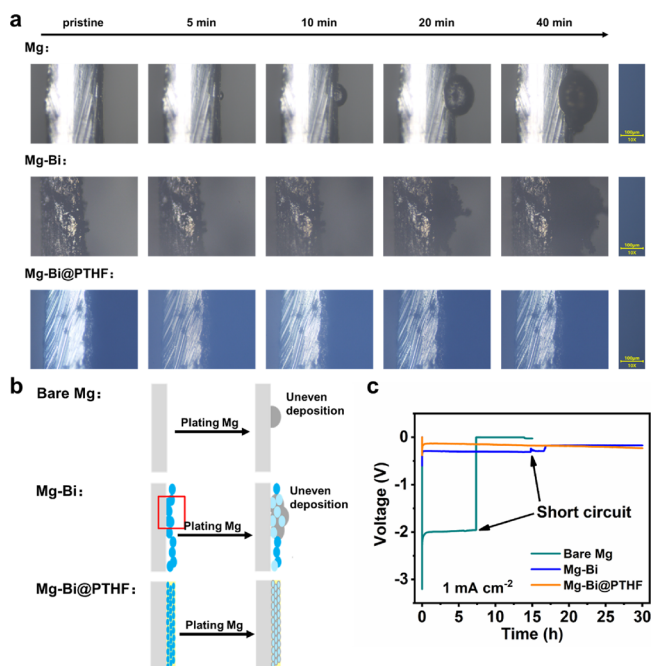 a
pristine 5 min 10 min 20 min 40 min
Mg:
100μm
10X
Mg-Bi:
100μm
10X
Mg-Bi@PTHF:
100μm
10X
b
Bare Mg:
Plating Mg
Uneven
deposition
Mg-Bi:
Plating Mg
Uneven
deposition
Mg-Bi@PTHF:
Plating Mg
c
Voltage (V)
0
-1
-2
-3
Short circuit
Bare Mg
Mg-Bi
Mg-Bi@PTHF
1 mA cm⁻²
0 5 10 15 20 25 30
Time (h)